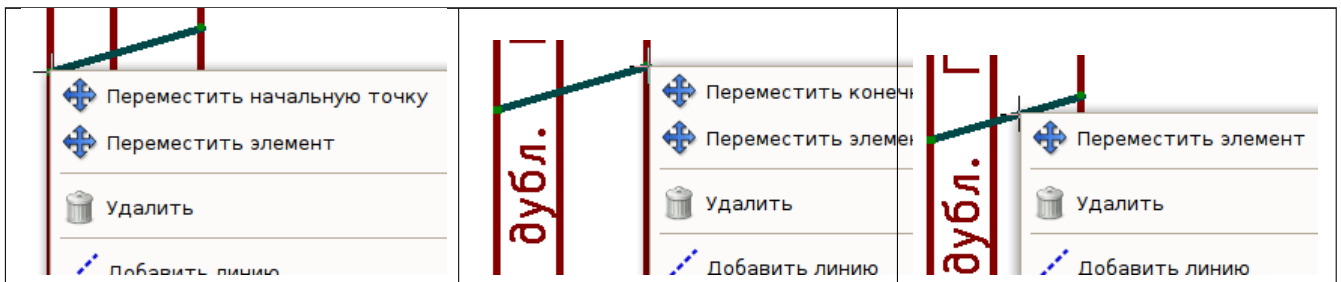 Переместить начальную точку
Переместить элемент
Удалить
Добавить линию
дубл.
Переместить конечн
Переместить элемен
Удалить
Добавить линию
дубл.
Переместить элемент
Удалить
Добавить линию